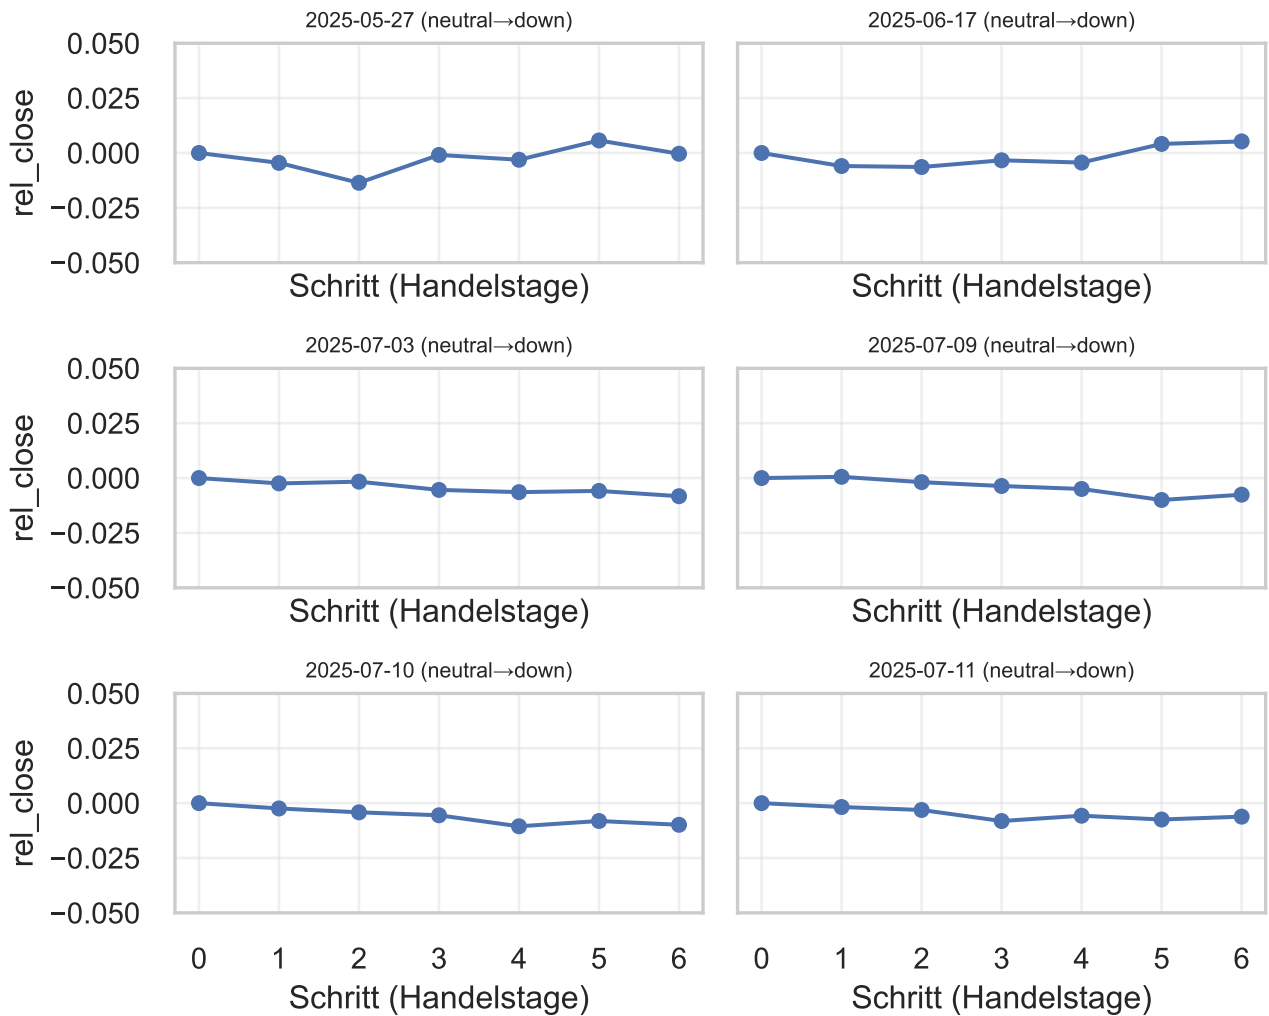 2025-05-27 (neutral→down)
2025-06-17 (neutral→down)
0.050
0.025
0.000
−0.025
−0.050
rel_close
Schritt (Handelstage)
Schritt (Handelstage)
2025-07-03 (neutral→down)
2025-07-09 (neutral→down)
0.050
0.025
0.000
−0.025
−0.050
rel_close
Schritt (Handelstage)
Schritt (Handelstage)
2025-07-10 (neutral→down)
2025-07-11 (neutral→down)
0.050
0.025
0.000
−0.025
−0.050
rel_close
0 1 2 3 4 5 6
0 1 2 3 4 5 6
Schritt (Handelstage)
Schritt (Handelstage)